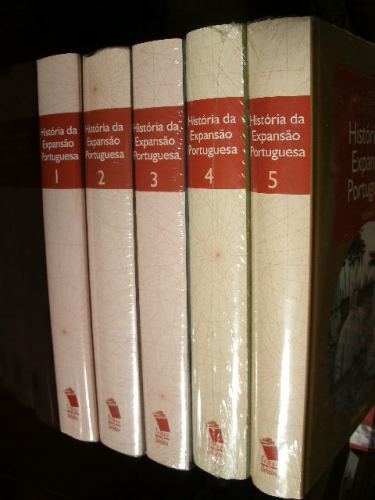 História da
Expansão
Portuguesa
1
História da
Expansão
Portuguesa
2
História da
Expansão
Portuguesa
3
História da
Expansão
Portuguesa
4
História da
Expansão
Portuguesa
5
História
Expan
Portug